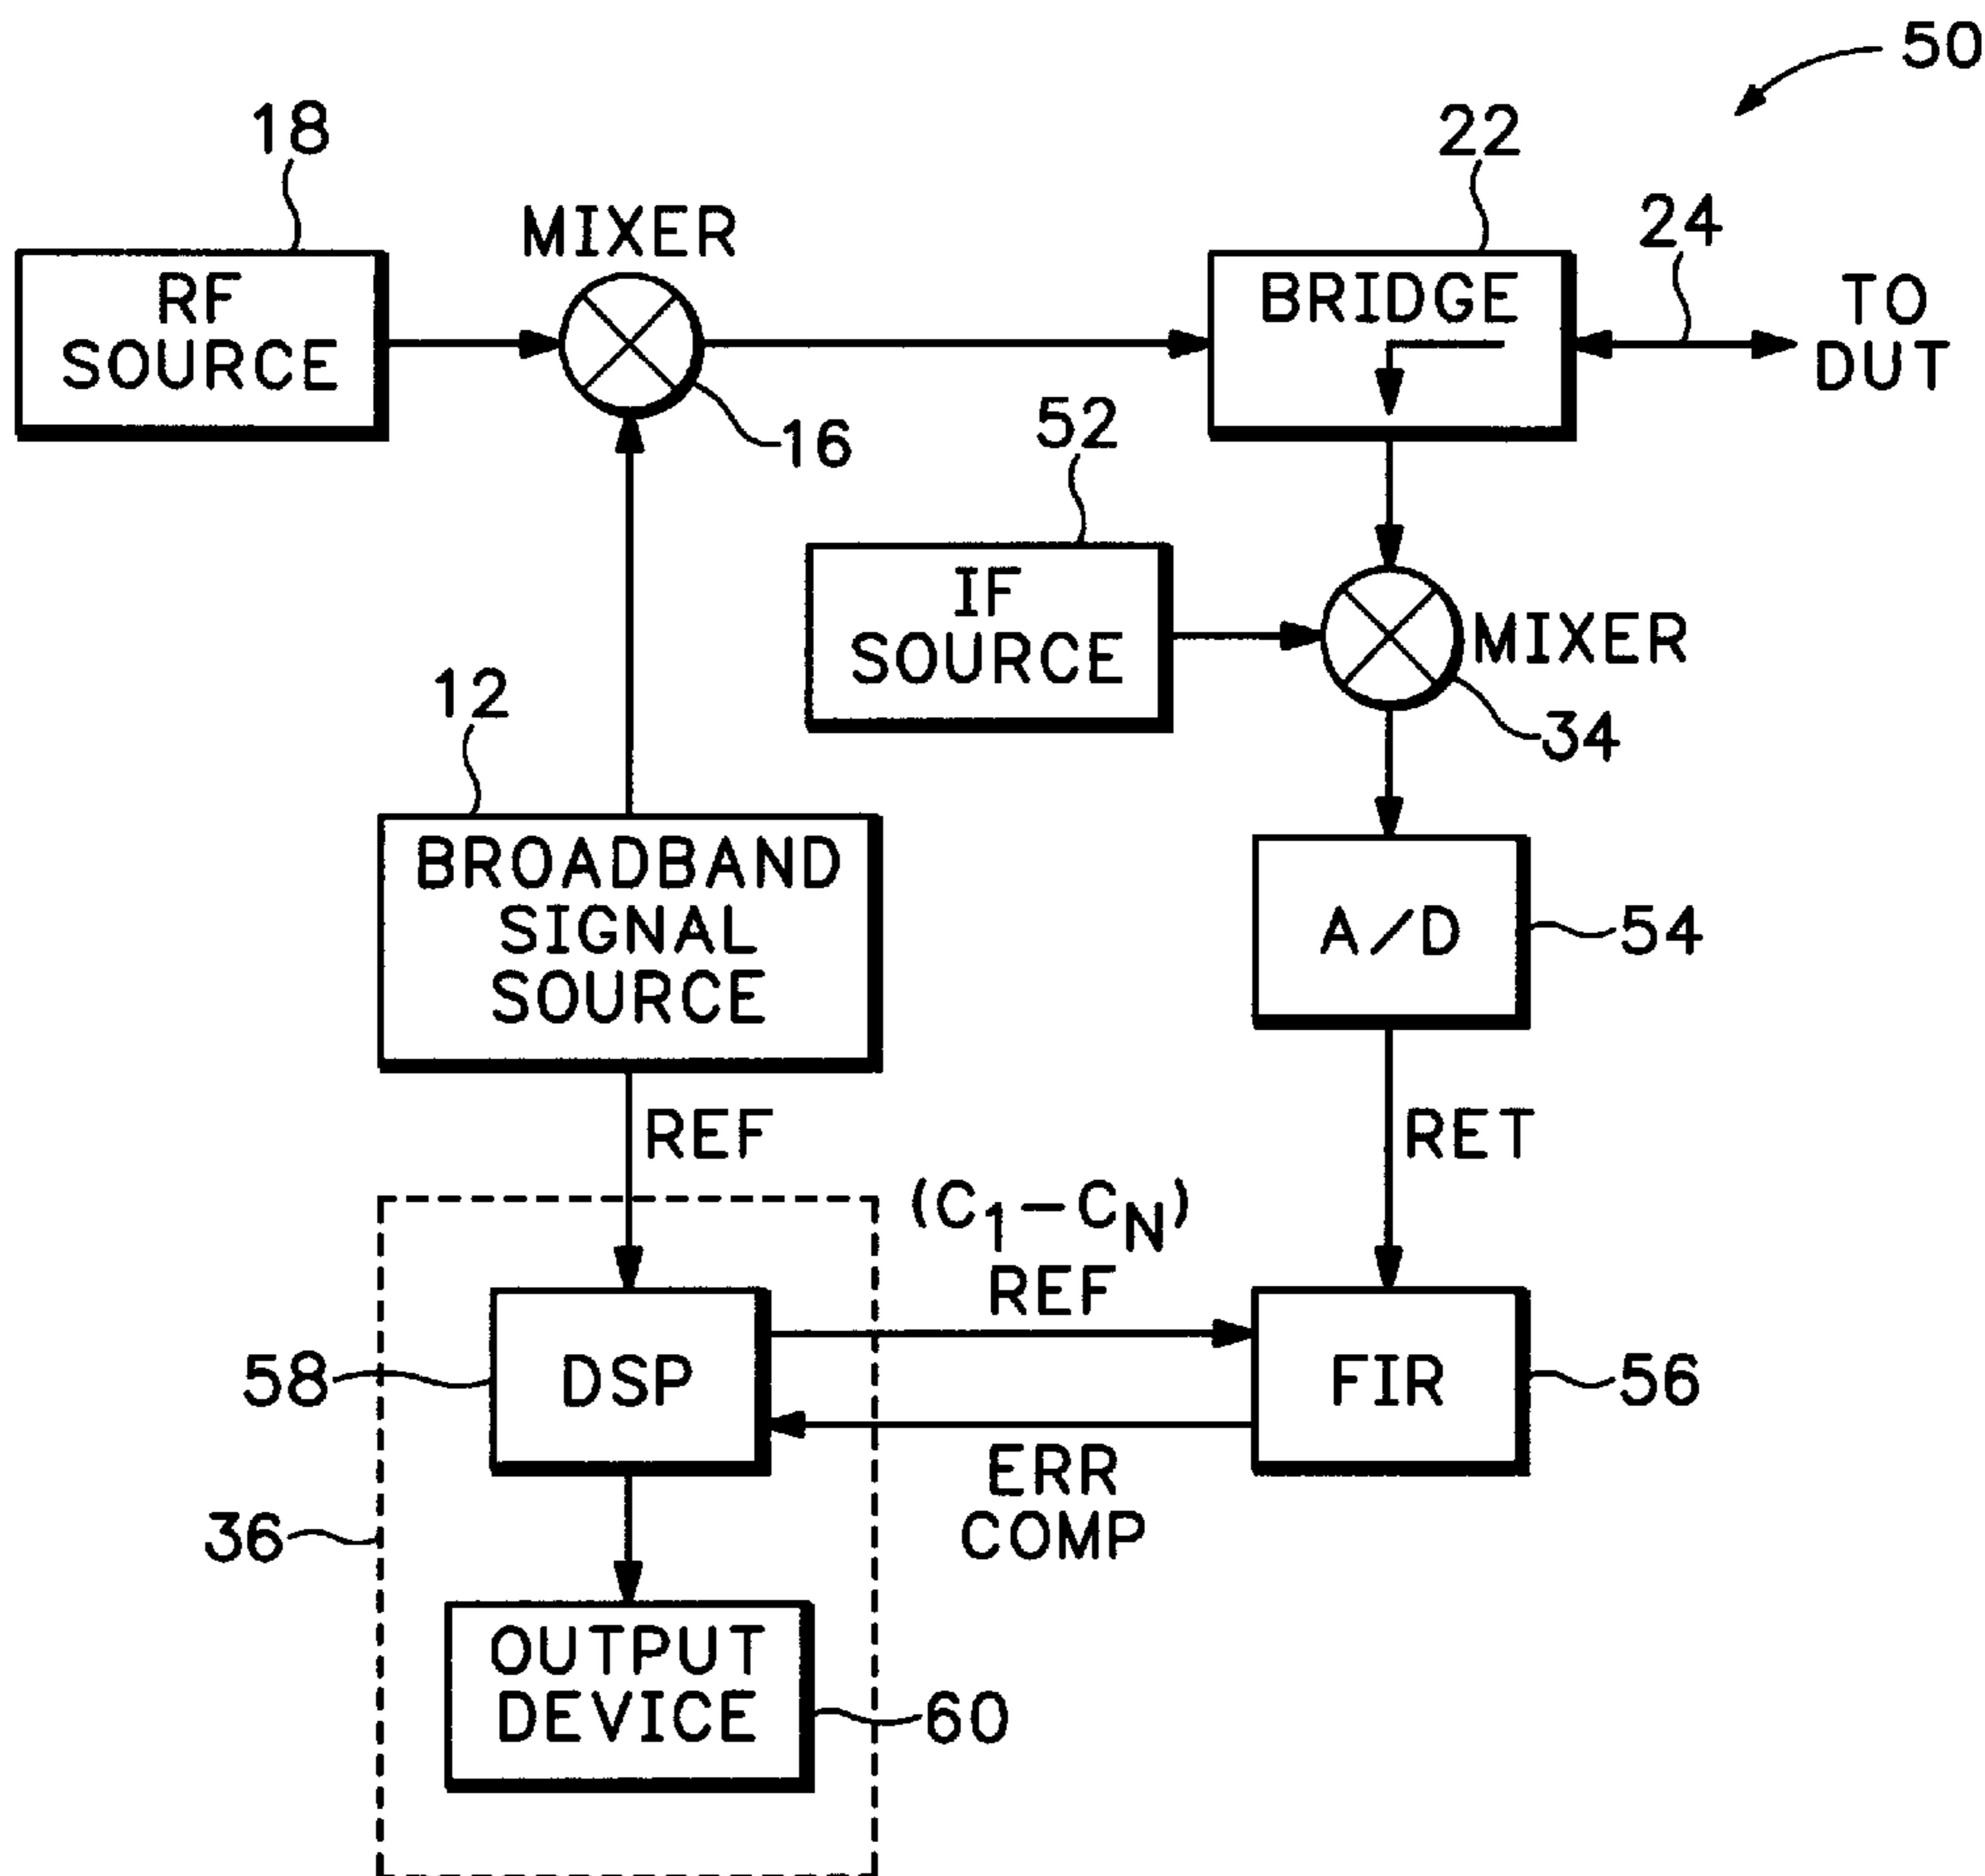 50
18
22
MIXER
24
RF
SOURCE
BRIDGE
TO
DUT
16
52
IF
SOURCE
MIXER
34
12
BROADBAND
SIGNAL
SOURCE
A/D
54
REF
RET
(C1-CN)
REF
58
DSP
FIR
56
ERR
COMP
36
OUTPUT
DEVICE
60